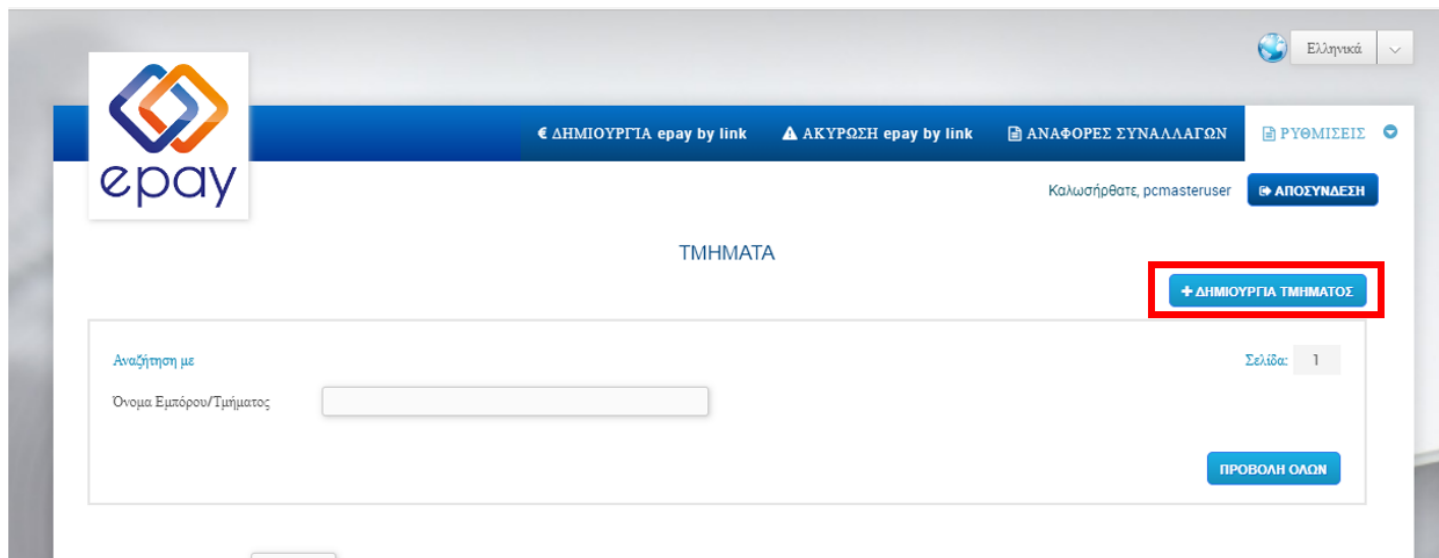 Ελληνικά
epay
€ ΔΗΜΙΟΥΡΓΙΑ epay by link ΑΚΥΡΩΣΗ epay by link ΑΝΑΦΟΡΕΣ ΣΥΝΑΛΛΑΓΩΝ ΡΥΘΜΙΣΕΙΣ
Καλωσήρθατε, pcmasteruser ΑΠΟΣΥΝΔΕΣΗ
ΤΜΗΜΑΤΑ
+ ΔΗΜΙΟΥΡΓΙΑ ΤΜΗΜΑΤΟΣ
Αναζήτηση με Σελίδα: 1
Όνομα Εμπόρου/Τμήματος
ΠΡΟΒΟΛΗ ΟΛΩΝ